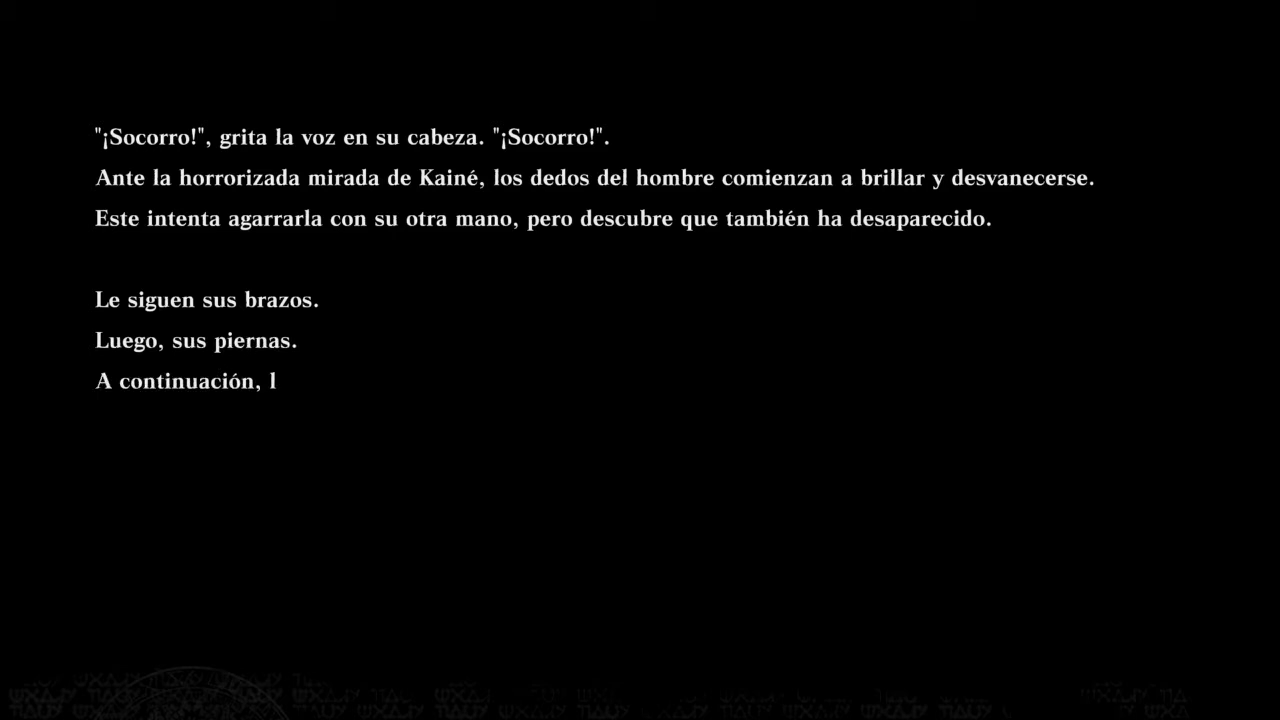 "¡Socorro!", grita la voz en su cabeza. "¡Socorro!".
Ante la horrorizada mirada de Kainé, los dedos del hombre comienzan a brillar y desvanecerse.
Este intenta agarrarla con su otra mano, pero descubre que también ha desaparecido.
Le siguen sus brazos.
Luego, sus piernas.
A continuación, l